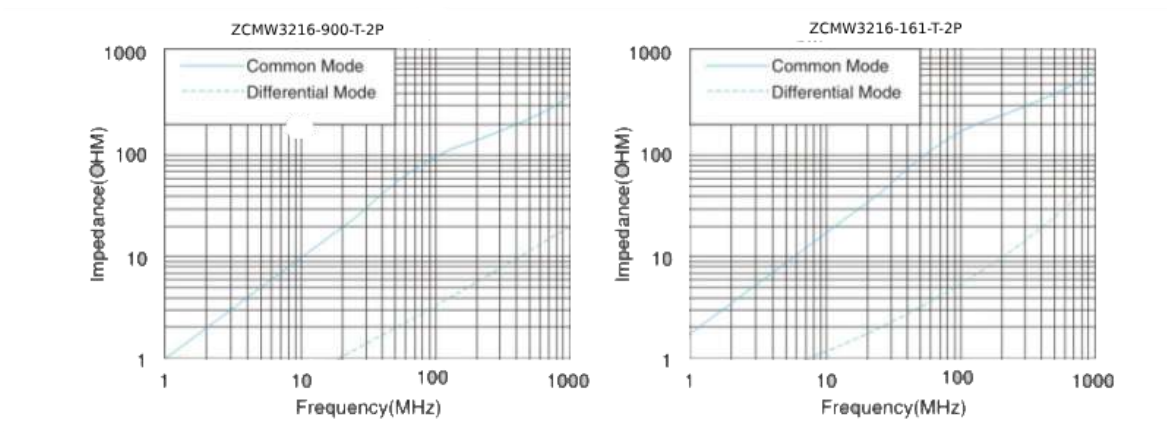 ZCMW3216-900-T-2P
1000
Common Mode
Differential Mode
100
10
1
Impedance(OHM)
1
10
100
1000
Frequency(MHz)
ZCMW3216-161-T-2P
1000
Common Mode
Differential Mode
100
10
1
Impedance(OHM)
1
10
100
1000
Frequency(MHz)